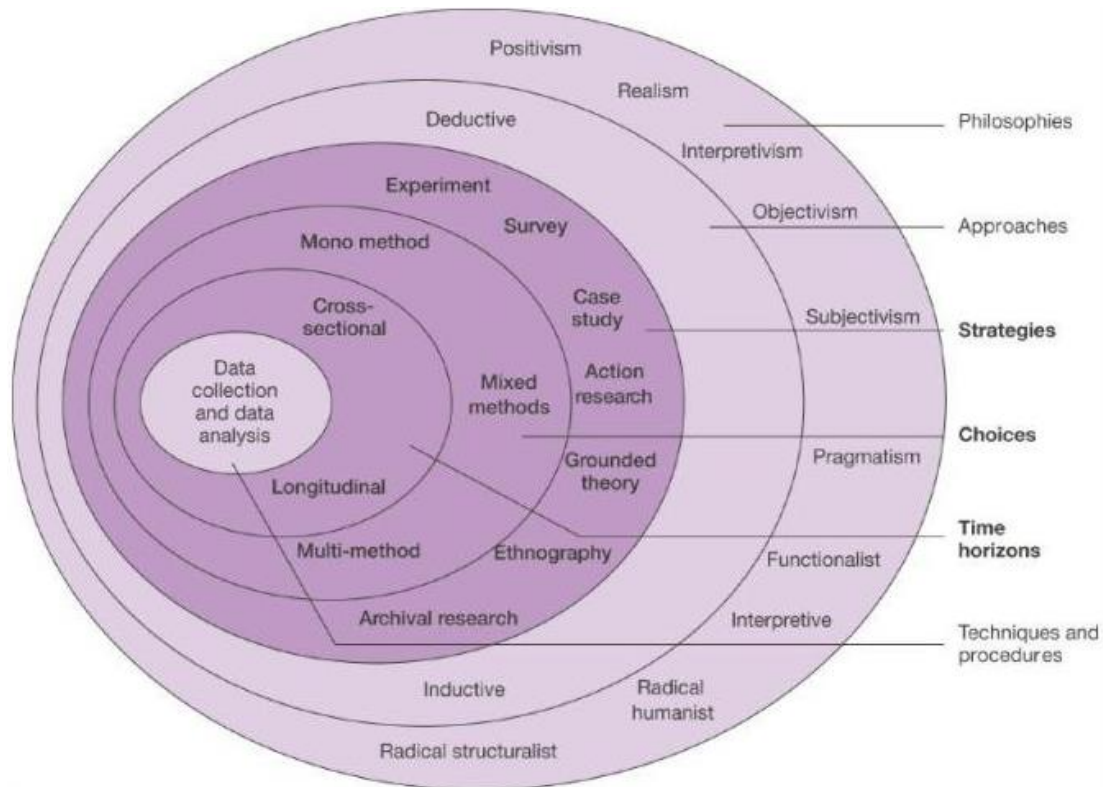 Positivism
Realism
Philosophies
Deductive
Interpretivism
Experiment
Objectivism
Approaches
Survey
Mono method
Case
study
Cross-
sectional
Subjectivism
Strategies
Data
collection
and data
analysis
Mixed
methods
Action
research
Choices
Pragmatism
Grounded
theory
Longitudinal
Time
horizons
Multi-method
Ethnography
Functionalist
Archival research
Interpretive
Techniques and
procedures
Inductive
Radical
humanist
Radical structuralist